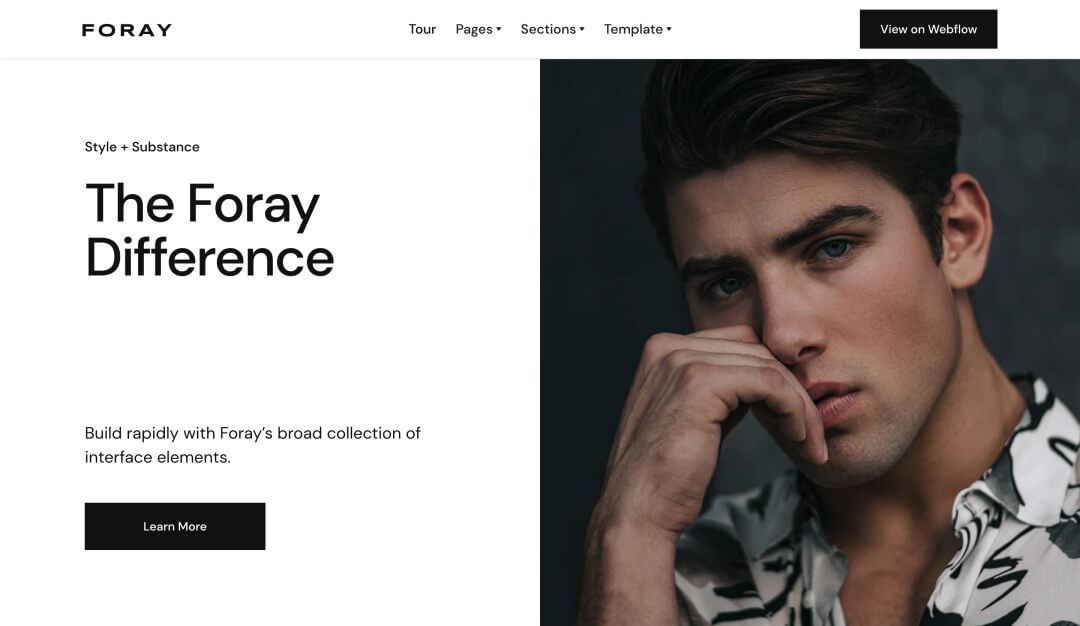 FORAY
Tour Pages Sections Template
View on Webflow
Style + Substance
The Foray
Difference
Build rapidly with Foray’s broad collection of
interface elements.
Learn More